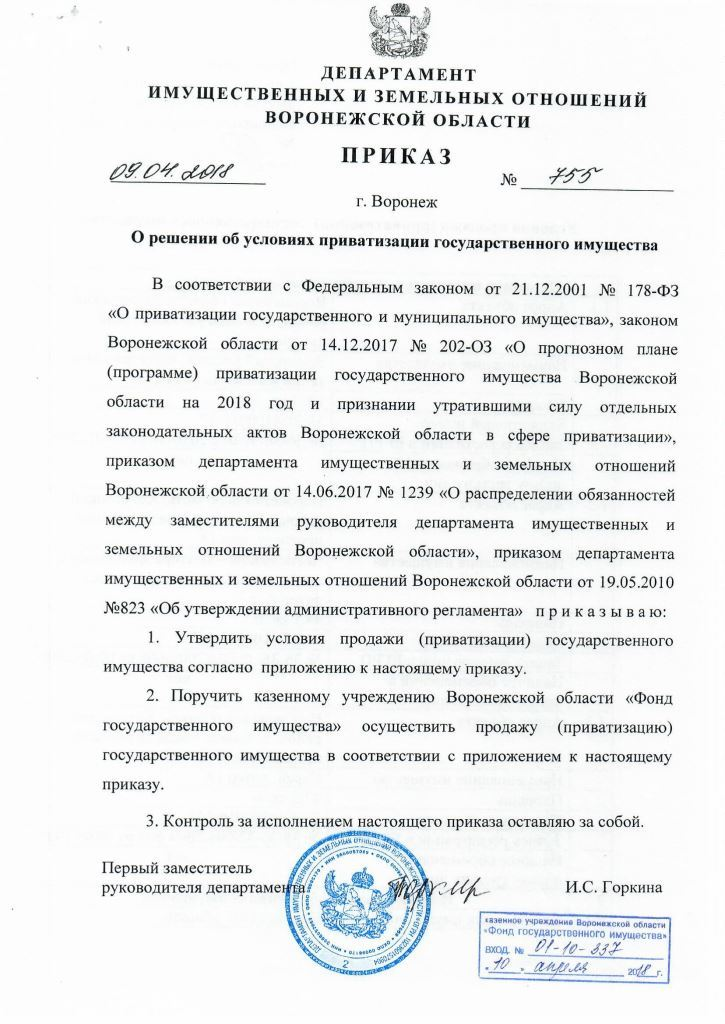 ДЕПАРТАМЕНТ
ИМУЩЕСТВЕННЫХ И ЗЕМЕЛЬНЫХ ОТНОШЕНИЙ
ВОРОНЕЖСКОЙ ОБЛАСТИ
ПРИКАЗ
09.04.2018 № 755
г. Воронеж
О решении об условиях приватизации государственного имущества
В соответствии с Федеральным законом от 21.12.2001 № 178-ФЗ
«О приватизации государственного и муниципального имущества», законом
Воронежской области от 14.12.2017 № 202-ОЗ «О прогнозном плане
(программе) приватизации государственного имущества Воронежской
области на 2018 год и признании утратившими силу отдельных
законодательных актов Воронежской области в сфере приватизации»,
приказом департамента имущественных и земельных отношений
Воронежской области от 14.06.2017 № 1239 «О распределении обязанностей
между заместителями руководителя департамента имущественных и
земельных отношений Воронежской области», приказом департамента
имущественных и земельных отношений Воронежской области от 19.05.2010
№823 «Об утверждении административного регламента» п р и к а з ы в а ю:
1. Утвердить условия продажи (приватизации) государственного
имущества согласно приложению к настоящему приказу.
2. Поручить казенному учреждению Воронежской области «Фонд
государственного имущества» осуществить продажу (приватизацию)
государственного имущества в соответствии с приложением к настоящему
приказу.
3. Контроль за исполнением настоящего приказа оставляю за собой.
Первый заместитель
руководителя департамента И.С. Горкина
ДЕПАРТАМЕНТ ИМУЩЕСТВЕННЫХ И ЗЕМЕЛЬНЫХ ОТНОШЕНИЙ ВОРОНЕЖСКОЙ ОБЛАСТИ
2
казенное учреждение Воронежской области
«Фонд государственного имущества»
ВХОД. № 01-10-337
«10» апреля 2018 г.